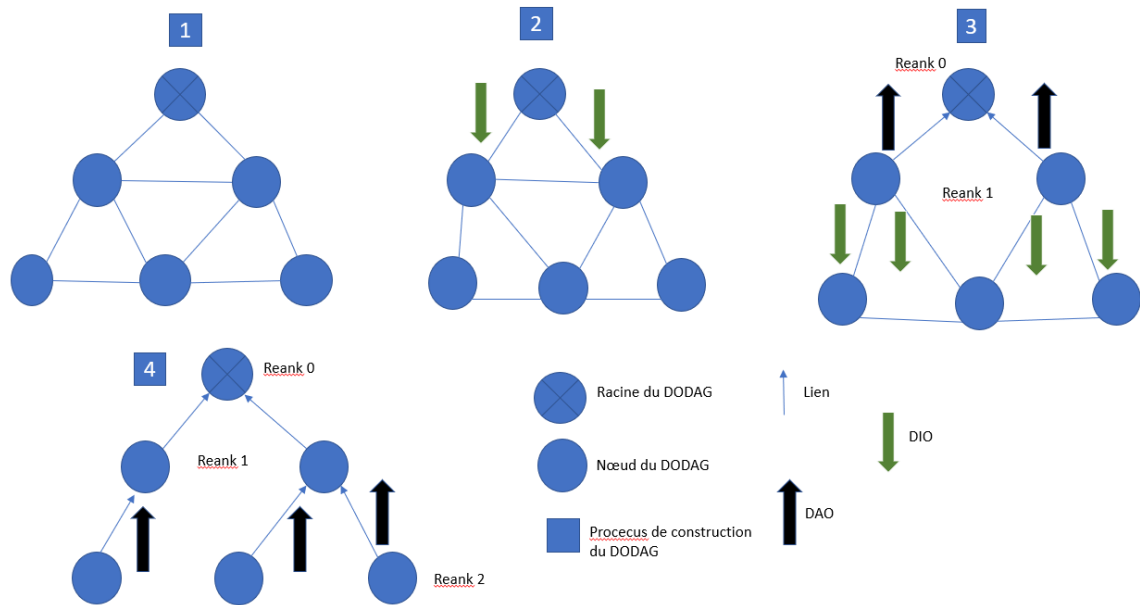 1
2
3
Reank 0
Reank 1
4
Reank 0
Reank 1
Reank 2
Racine du DODAG
Lien
DIO
Nœud du DODAG
DAO
Procecus de construction
du DODAG